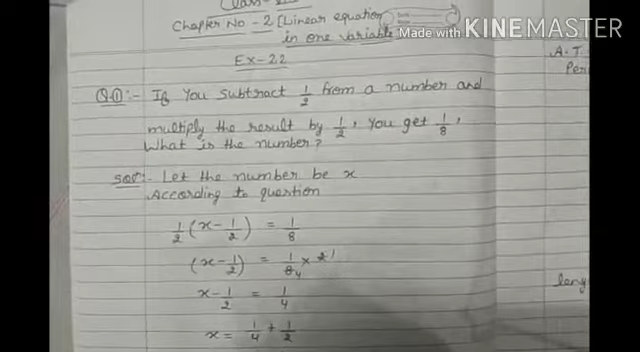 Chapter No - 2 [Linear equation
in one variable
Made with KINEMASTER
Ex-2.2
A.T.
Q.①:- If You subtract 1/2 from a number and
multiply the result by 1/2, you get 1/8,
What is the number?
Sol:- Let the number be x
According to question
1/2 (x - 1/2) = 1/8
(x - 1/2) = 1/8 4 × 2 1
x - 1/2 = 1/4
x = 1/4 + 1/2